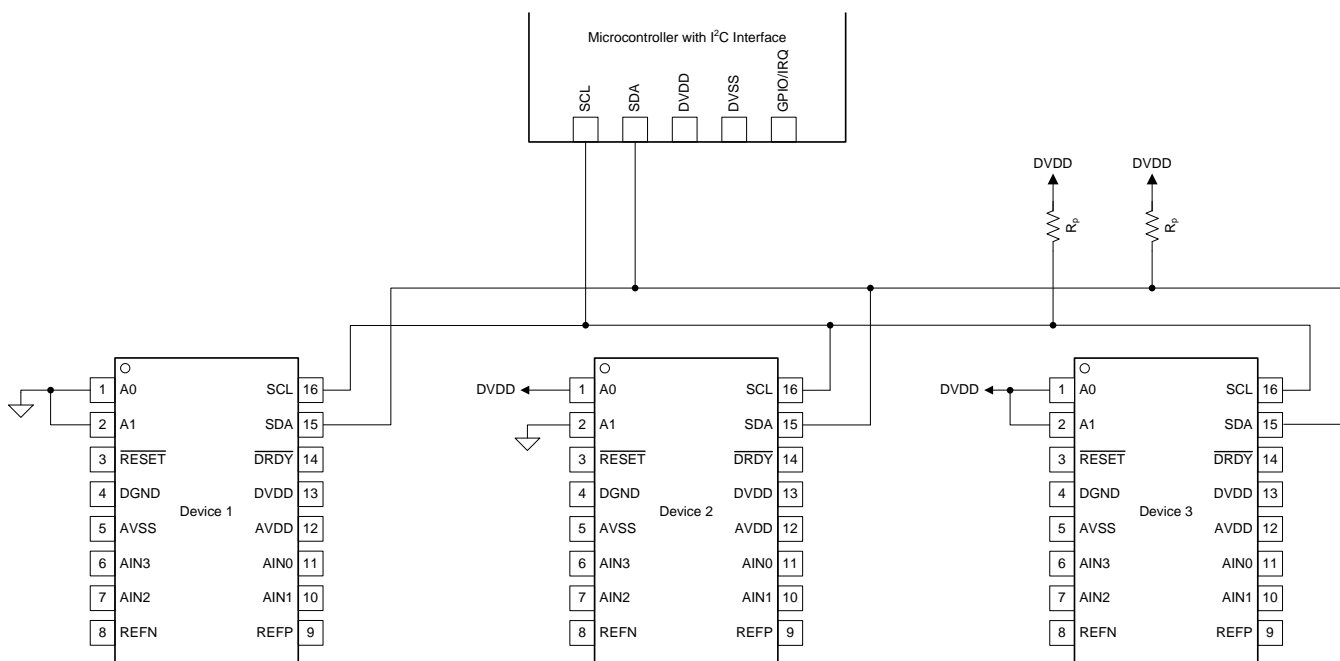 Microcontroller with I²C Interface
SCL
SDA
DVDD
DVSS
GPIO/IRQ
DVDD
DVDD
Rp
Rp
1 A0 SCL 16
2 A1 SDA 15
3 RESET DRDY 14
4 DGND DVDD 13
Device 1
5 AVSS AVDD 12
6 AIN3 AIN0 11
7 AIN2 AIN1 10
8 REFN REFP 9
DVDD 1 A0 SCL 16
2 A1 SDA 15
3 RESET DRDY 14
4 DGND DVDD 13
Device 2
5 AVSS AVDD 12
6 AIN3 AIN0 11
7 AIN2 AIN1 10
8 REFN REFP 9
DVDD 1 A0 SCL 16
2 A1 SDA 15
3 RESET DRDY 14
4 DGND DVDD 13
Device 3
5 AVSS AVDD 12
6 AIN3 AIN0 11
7 AIN2 AIN1 10
8 REFN REFP 9